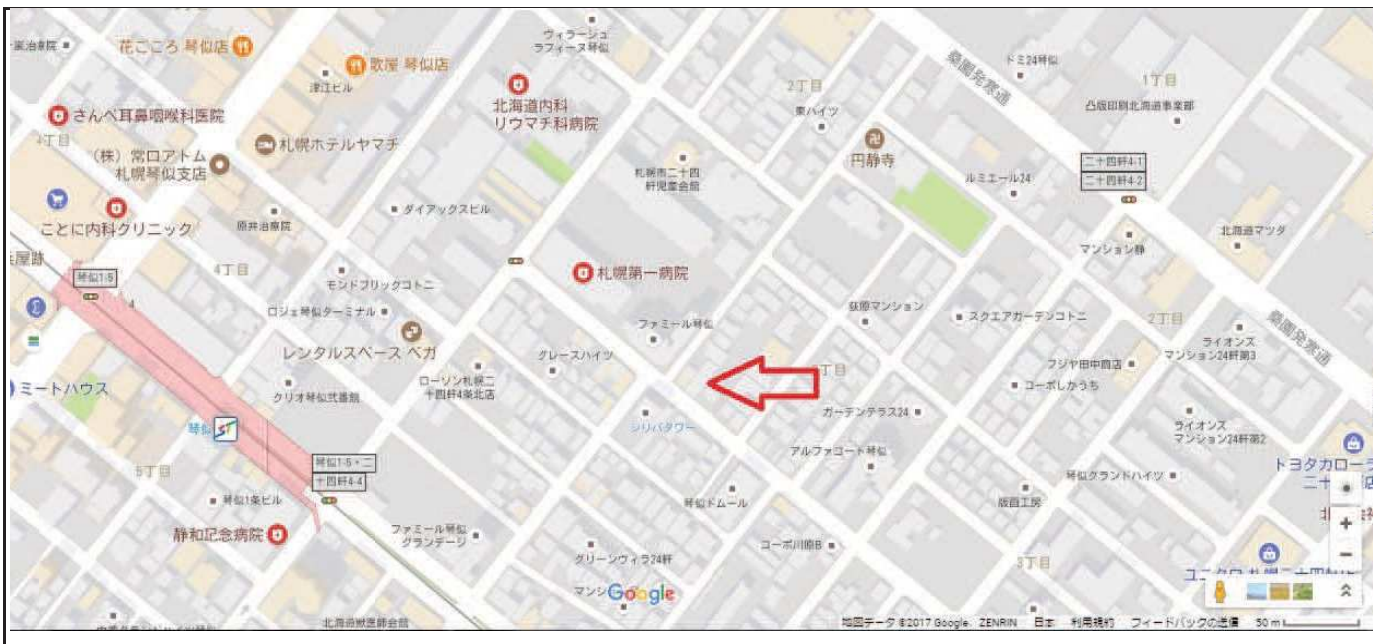 ヴィラージュ
ラフィーヌ琴似
花ごころ 琴似店
歌屋 琴似店
津江ビル
北海道内科
リウマチ科病院
2丁目
東ハイツ
桑園発寒通
ドミ24琴似
1丁目
凸版印刷北海道事業部
さんべ耳鼻咽喉科医院
4丁目
札幌ホテルヤマチ
(株) 常口アトム
札幌琴似支店
札幌市二十四
軒児童会館
円静寺
ルミエール24
二十四軒4-1
二十四軒4-2
ダイアックスビル
ことに内科クリニック
原井治療院
マンション静
北海道マツダ
屋跡
琴似1-5
4
4丁目
モンドブリックコトニ
札幌第一病院
荻原マンション
2丁目
桑園発寒通
ロジェ琴似ターミナル
ファミール琴似
スクエアガーデンコトニ
ライオンズ
マンション24軒第3
レンタルスペース ベガ
グレースハイツ
フジヤ田中商店
丁目
ローソン札幌二
十四軒4条北店
コーポしかうち
ミートハウス
クリオ琴似弐番館
シリバタワー
ガーデンテラス24
琴似
ライオンズ
マンション24軒第2
アルファコート琴似
トヨタカローラ
5丁目
琴似1-5・二
十四軒4-4
琴似グランドハイツ
琴似1条ビル
琴似ドムール
版画工房
静和記念病院
ファミール琴似
グランデージ
コーポ川原B
グリーンヴィラ24軒
3丁目
マンシ
Google
北海道獣医師会館
地図データ ©2017 Google、ZENRIN 日本 利用規約 フィードバックの送信 50 m